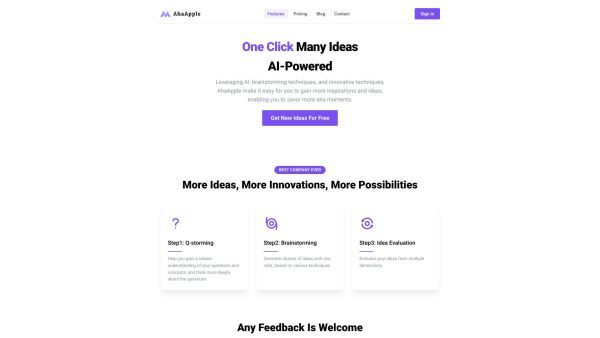 AhaApple
Features Pricing Blog Contact
Sign in
One Click Many Ideas
AI-Powered
Leveraging AI, brainstorming techniques, and innovative techniques,
AhaApple make it easy for you to gain more inspirations and ideas,
enabling you to savor more aha moments.
Get New Ideas For Free
BEST COMPANY EVER
More Ideas, More Innovations, More Possibilities
Step1: Q-storming
Help you gain a clearer
understanding of your questions and
concepts, and think more deeply
about the questions.
Step2: Brainstorming
Generate dozens of ideas with one
click, based on various techniques
Step3: Idea Evaluation
Evaluate your ideas from multiple
dimensions
Any Feedback Is Welcome